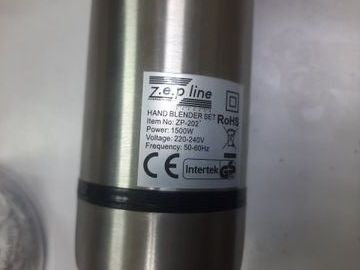 z.e.p line
HAND BLENDER SET
Item No: ZP-202
Power: 1500W
Voltage: 220-240V
Frequency: 50-60Hz
RoHS
CE Intertek GS